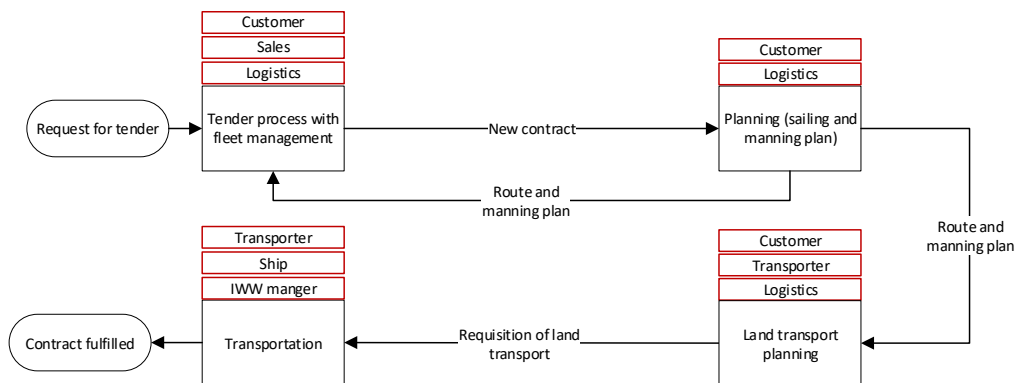 Customer
Sales
Logistics
Request for tender
Tender process with
fleet management
New contract
Customer
Logistics
Planning (sailing and
manning plan)
Route and
manning plan
Route and
manning plan
Transporter
Ship
IWW manger
Transportation
Contract fulfilled
Requisition of land
transport
Customer
Transporter
Logistics
Land transport
planning